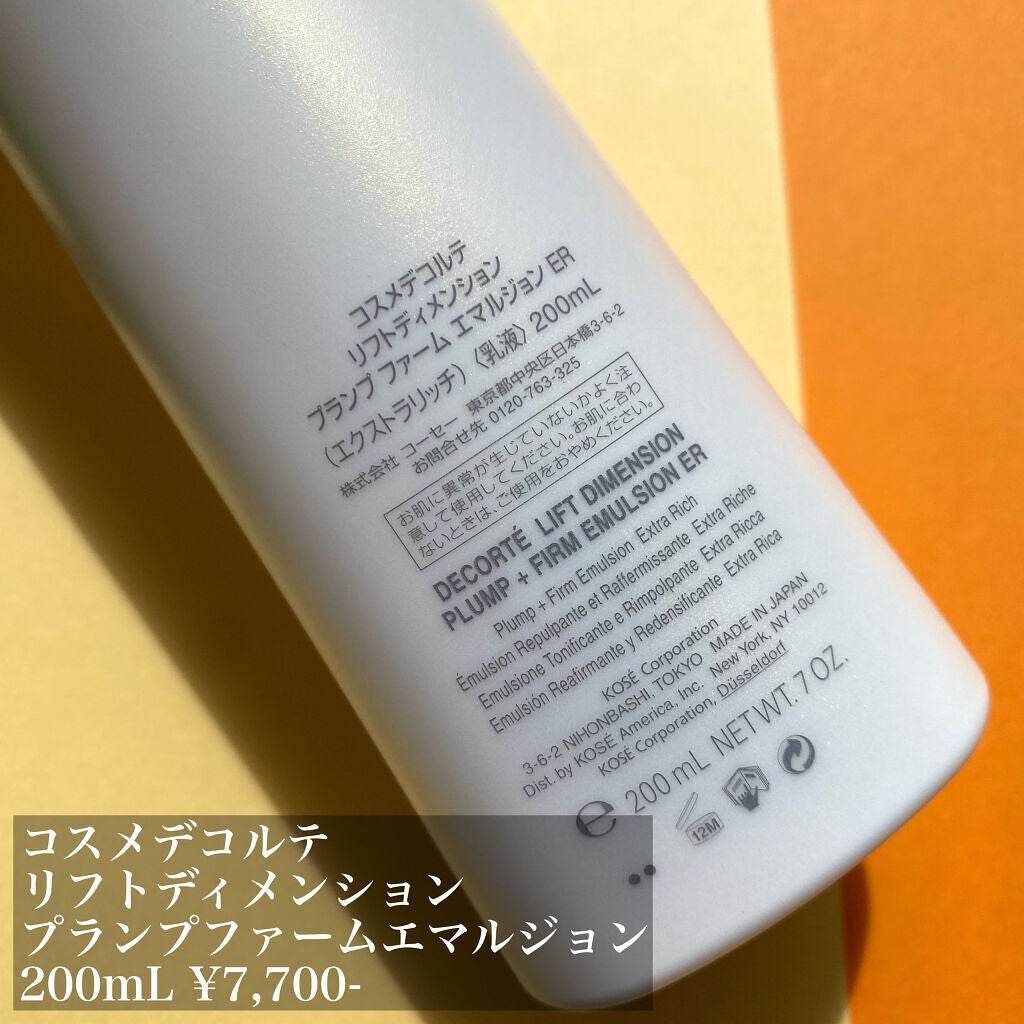 コスメデコルテ
リフトディメンション
プランプ ファーム エマルジョン ER
（エクストラリッチ）〈乳液〉200mL
株式会社 コーセー 東京都中央区日本橋3-6-2
お問合せ先 0120-763-325
お肌に異常が生じていないかよく注
意して使用してください。お肌に合わ
ないときは、ご使用をおやめください。
DECORTÉ LIFT DIMENSION
PLUMP + FIRM EMULSION ER
Plump + Firm Emulsion Extra Rich
Émulsion Repulpante et Raffermissante Extra Riche
Emulsione Tonificante e Rimpolpante Extra Ricca
Emulsión Reafirmante y Redensificante Extra Rica
KOSÉ Corporation
3-6-2 NIHONBASHI, TOKYO MADE IN JAPAN
Dist. by KOSÉ America, Inc. New York, NY 10012
KOSÉ Corporation, Düsseldorf
e 200mL NET WT. 7 OZ.
12M
コスメデコルテ
リフトディメンション
プランプファームエマルジョン
200mL ¥7,700-